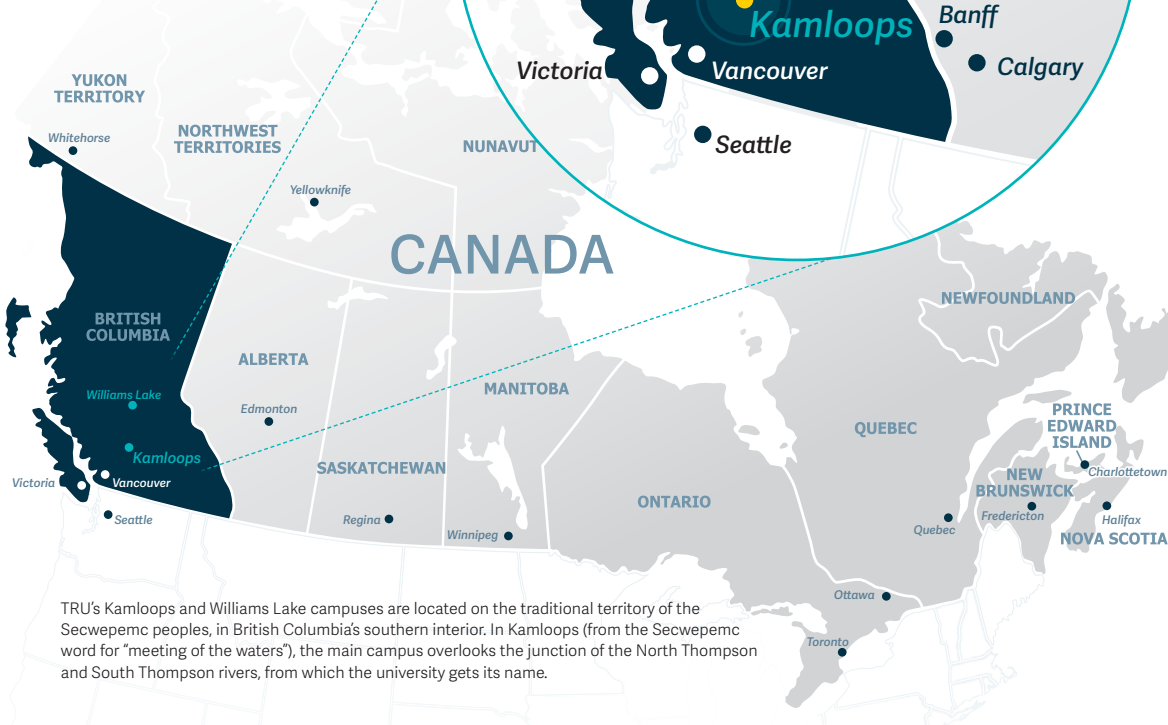 Banff
Kamloops
Calgary
Victoria
Vancouver
Seattle
YUKON
TERRITORY
Whitehorse
NORTHWEST
TERRITORIES
NUNAVUT
Yellowknife
CANADA
NEWFOUNDLAND
BRITISH
COLUMBIA
ALBERTA
MANITOBA
Williams Lake
Edmonton
QUEBEC
PRINCE
EDWARD
ISLAND
Kamloops
SASKATCHEWAN
Charlottetown
Victoria
Vancouver
ONTARIO
NEW
BRUNSWICK
Seattle
Regina
Winnipeg
Quebec
Fredericton
Halifax
NOVA SCOTIA
Ottawa
Toronto
TRU’s Kamloops and Williams Lake campuses are located on the traditional territory of the
Secwepemc peoples, in British Columbia’s southern interior. In Kamloops (from the Secwepemc
word for “meeting of the waters”), the main campus overlooks the junction of the North Thompson
and South Thompson rivers, from which the university gets its name.